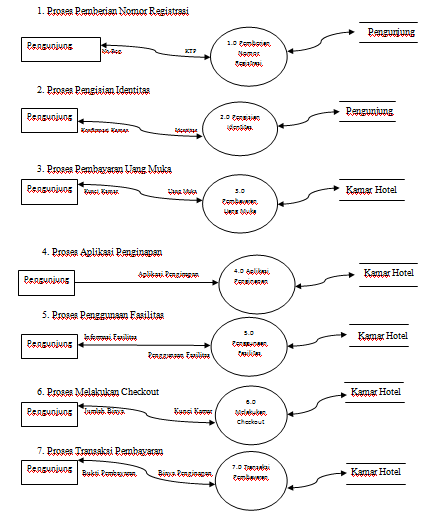 1. Proses Pemberian Nomor Registrasi
Pengunjung
No Reg
KTP
1.0 Pemberian
Nomor
Registrasi
Pengunjung
2. Proses Pengisian Identitas
Pengunjung
Konfirmasi Kamar
Identitas
2.0 Pengisian
Identitas
Pengunjung
3. Proses Pembayaran Uang Muka
Pengunjung
Kunci Kamar
Uang Muka
3.0
Pembayaran
Uang Muka
Kamar Hotel
4. Proses Aplikasi Penginapan
Pengunjung
Aplikasi Penginapan
4.0 Aplikasi
Penginapan
Kamar Hotel
5. Proses Penggunaan Fasilitas
Pengunjung
Informasi Fasilitas
Penggunaan Fasilitas
5.0
Penggunaan
Fasilitas
Kamar Hotel
6. Proses Melakukan Checkout
Pengunjung
Jumlah Biaya
Kunci Kamar
6.0
Melakukan
Checkout
Kamar Hotel
7. Proses Transaksi Pembayaran
Pengunjung
Bukti Pembayaran
Biaya Penginapan
7.0 Transaksi
Pembayaran
Kamar Hotel